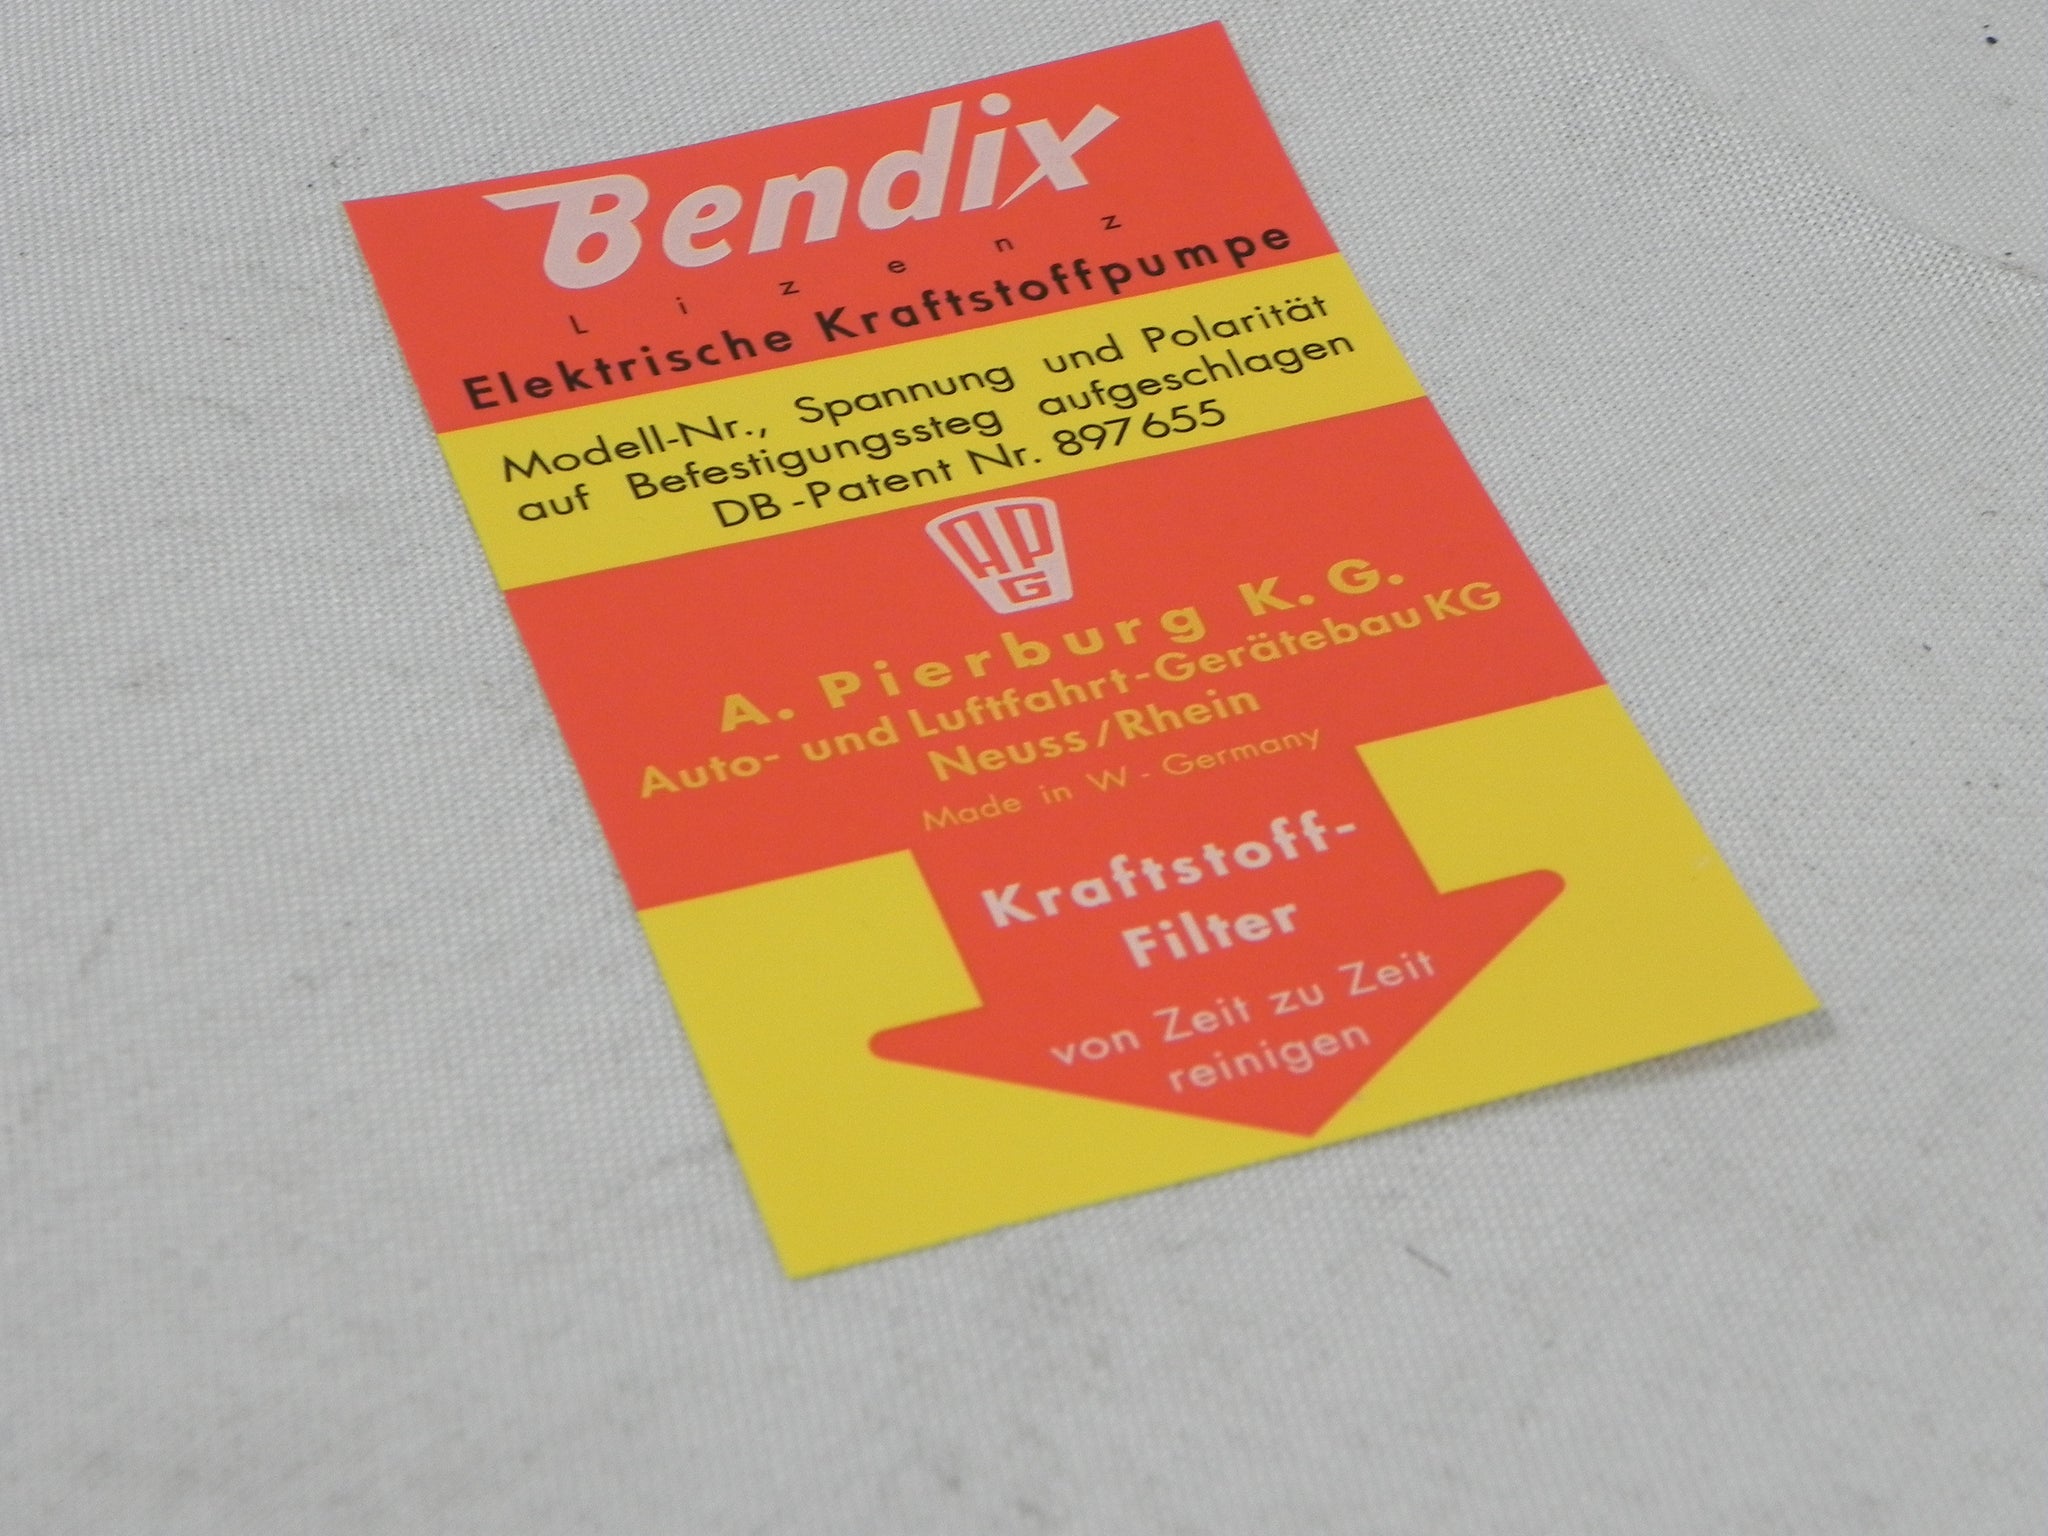 Bendix
Lizenz
Elektrische Kraftstoffpumpe
Modell-Nr., Spannung und Polarität
auf Befestigungssteg aufgeschlagen
DB-Patent Nr. 897655
APG
A. Pierburg K. G.
Auto- und Luftfahrt-Gerätebau KG
Neuss/Rhein
Made in W-Germany
Kraftstoff-
Filter
von Zeit zu Zeit
reinigen